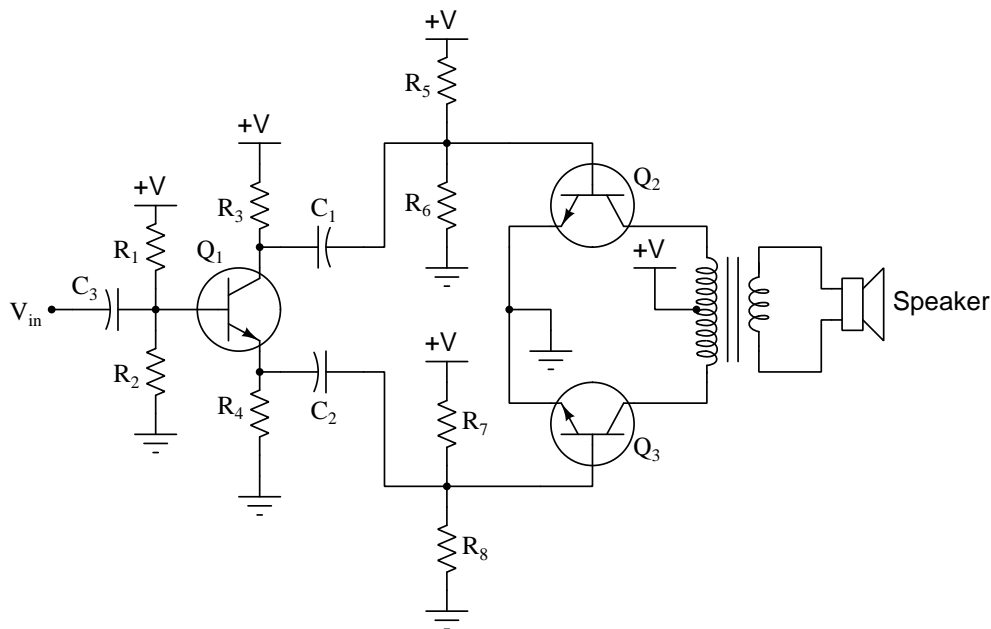 +V
R₅
+V
Q₂
+V
R₃
C₁
R₆
R₁
Q₁
+V
C₃
Vin
Speaker
R₂
+V
R₄
C₂
R₇
Q₃
R₈